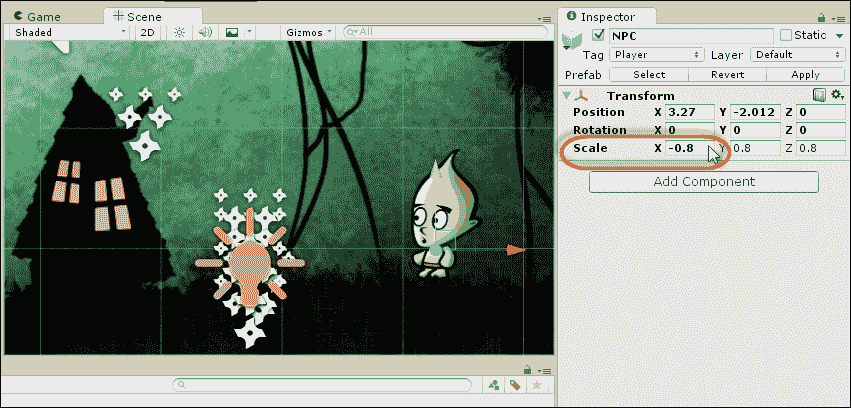 Game Scene
Shaded 2D Gizmos All
Inspector
NPC Static
Tag Player Layer Default
Prefab Select Revert Apply
Transform
Position X 3.27 Y -2.012 Z 0
Rotation X 0 Y 0 Z 0
Scale X -0.8 Y 0.8 Z 0.8
Add Component